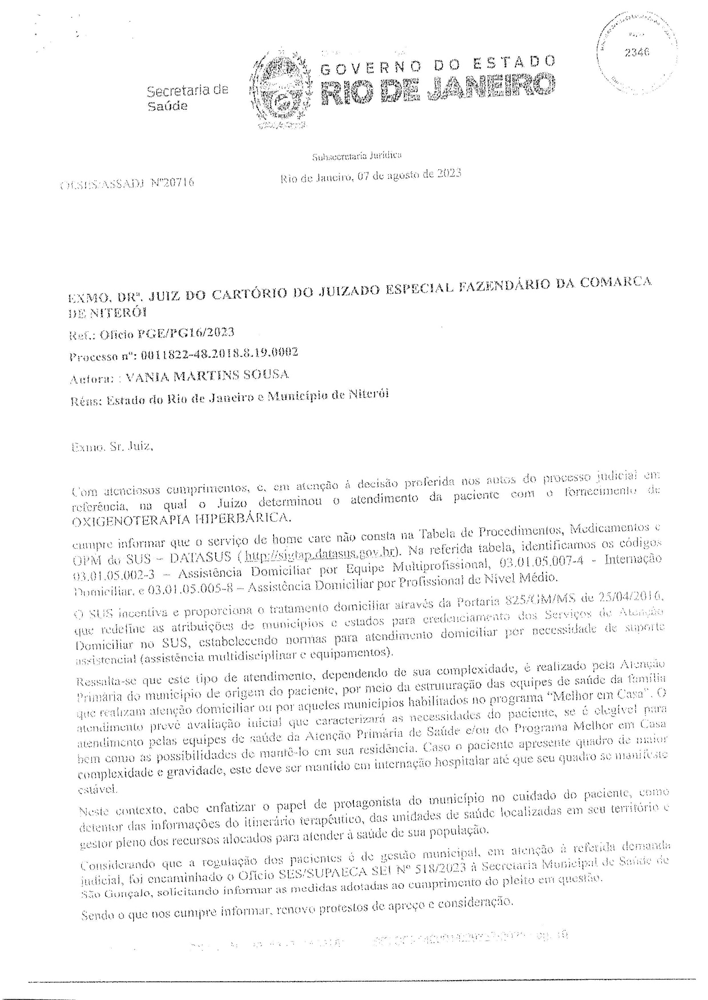 2346
GOVERNO DO ESTADO
RIO DE JANEIRO
Secretaria de
Saúde
Subsecretaria Jurídica
Rio de Janeiro, 07 de agosto de 2023
OF.SES/ASSADJ Nº20716
EXMO. DRª. JUIZ DO CARTÓRIO DO JUIZADO ESPECIAL FAZENDÁRIO DA COMARCA
DE NITERÓI
Ref.: Ofício PGE/PG16/2023
Processo nº: 0011822-48.2018.8.19.0002
Autora: : VANIA MARTINS SOUSA
Réus: Estado do Rio de Janeiro e Município de Niterói
Exmo. Sr. Juiz,
Com atenciosos cumprimentos, e, em atenção à decisão proferida nos autos do processo judicial em
referência, na qual o Juízo determinou o atendimento da paciente com o fornecimento de
OXIGENOTERAPIA HIPERBÁRICA.
cumpre informar que o serviço de home care não consta na Tabela de Procedimentos, Medicamentos e
OPM do SUS – DATASUS ( http://sigtap.datasus.gov.br). Na referida tabela, identificamos os códigos
03.01.05.002-3 – Assistência Domiciliar por Equipe Multiprofissional, 03.01.05.007-4 - Internação
Domiciliar, e 03.01.05.005-8 – Assistência Domiciliar por Profissional de Nível Médio.
O SUS incentiva e proporciona o tratamento domiciliar através da Portaria 825/GM/MS de 25/04/2016,
que redefine as atribuições de municípios e estados para credenciamento dos Serviços de Atenção
Domiciliar no SUS, estabelecendo normas para atendimento domiciliar por necessidade de suporte
assistencial (assistência multidisciplinar e equipamentos).
Ressalta-se que este tipo de atendimento, dependendo de sua complexidade, é realizado pela Atenção
Primária do município de origem do paciente, por meio da estruturação das equipes de saúde da família
que realizam atenção domiciliar ou por aqueles municípios habilitados no programa “Melhor em Casa”. O
atendimento prevê avaliação inicial que caracterizará as necessidades do paciente, se é elegível para
atendimento pelas equipes de saúde da Atenção Primária de Saúde e/ou do Programa Melhor em Casa
bem como as possibilidades de mantê-lo em sua residência. Caso o paciente apresente quadro de maior
complexidade e gravidade, este deve ser mantido em internação hospitalar até que seu quadro se manifeste
estável.
Neste contexto, cabe enfatizar o papel de protagonista do município no cuidado do paciente, como
detentor das informações do itinerário terapêutico, das unidades de saúde localizadas em seu território e
gestor pleno dos recursos alocados para atender à saúde de sua população.
Considerando que a regulação dos pacientes é de gestão municipal, em atenção à referida demanda
judicial, foi encaminhado o Ofício SES/SUPAECA SEI Nº 518/2023 à Secretaria Municipal de Saúde de
São Gonçalo, solicitando informar as medidas adotadas ao cumprimento do pleito em questão.
Sendo o que nos cumpre informar, renovo protestos de apreço e consideração.
pg. 10